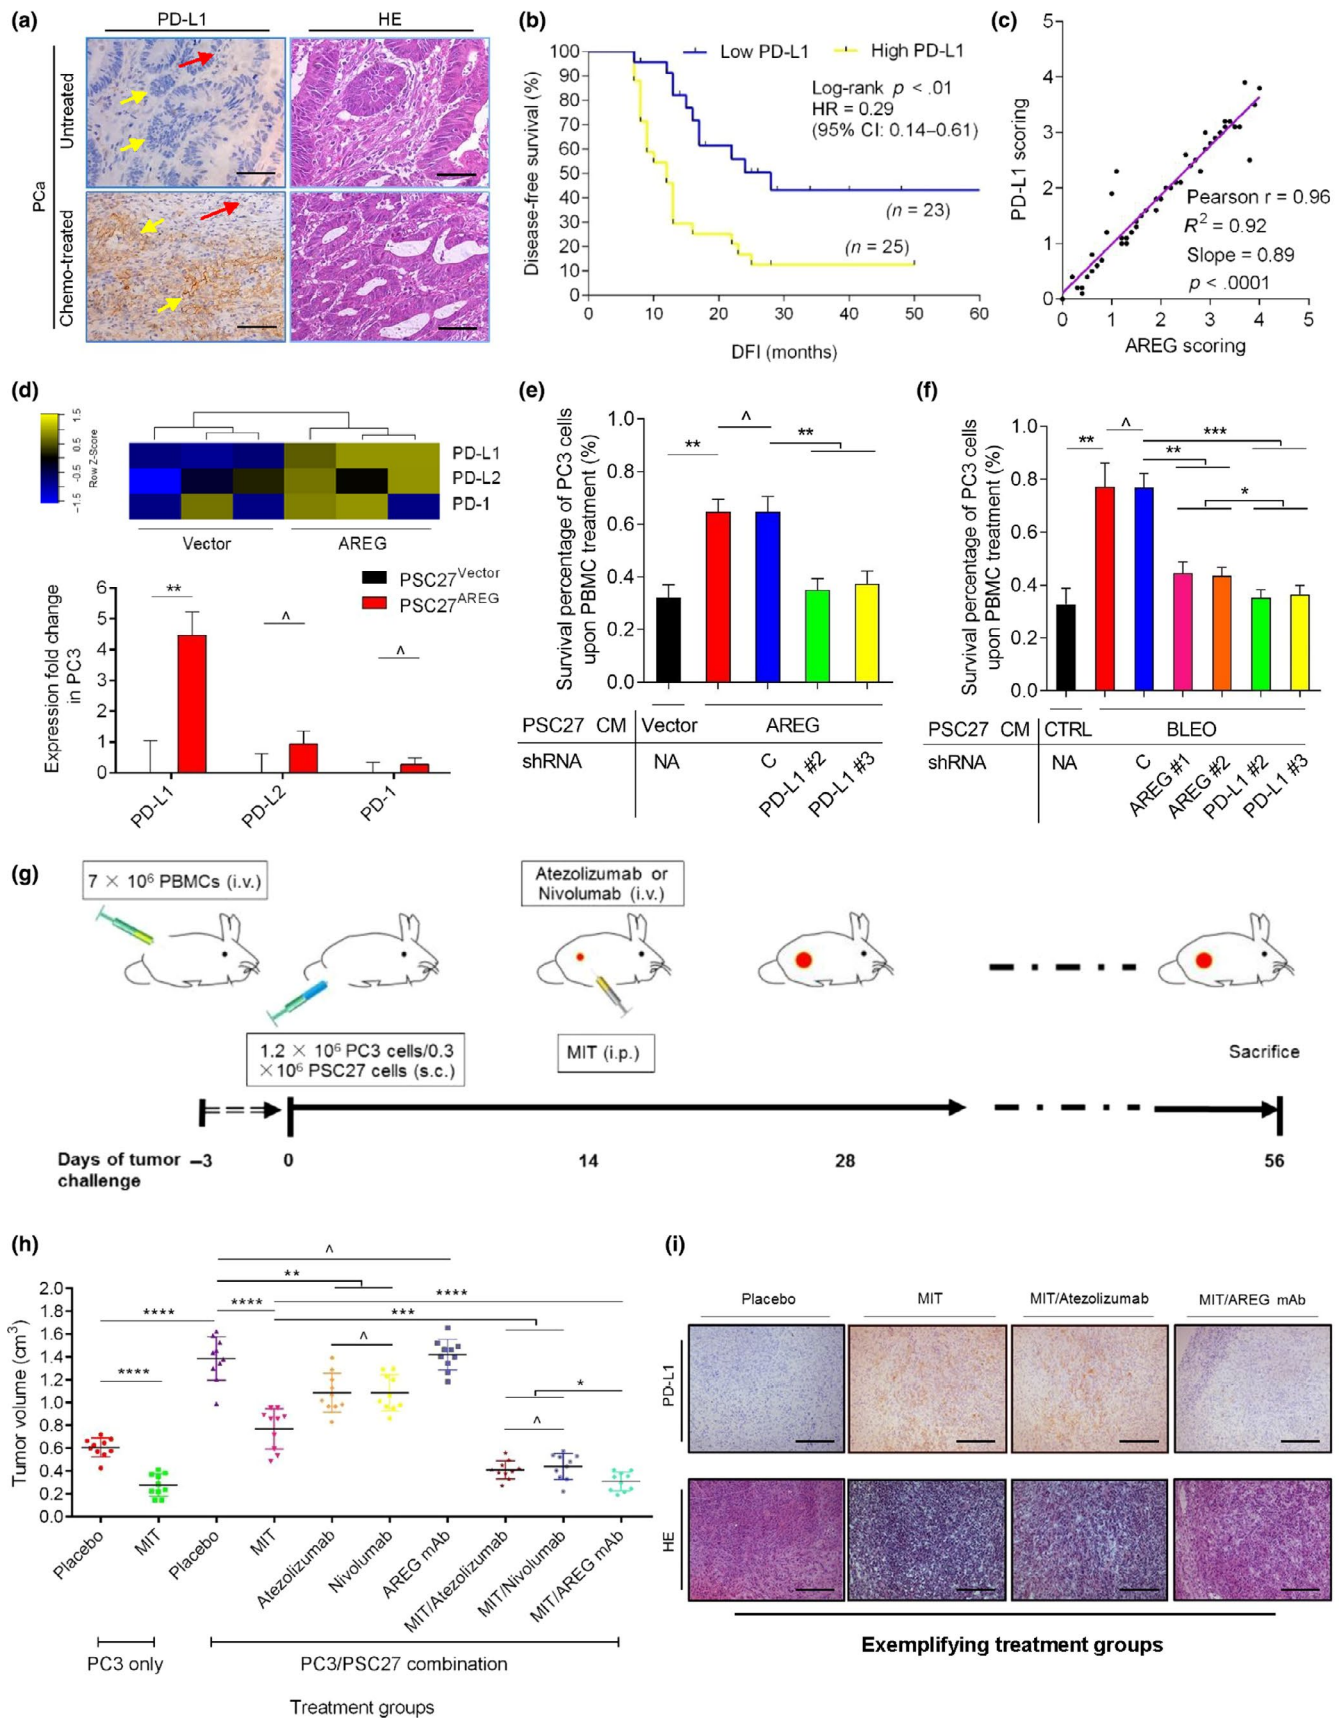 (a)
PD-L1
HE
PCa
Untreated
Chemo-treated
(b)
Low PD-L1
High PD-L1
Log-rank p < .01
HR = 0.29
(95% CI: 0.14–0.61)
Disease-free survival (%)
100
90
80
70
60
50
40
30
20
10
0
(n = 23)
(n = 25)
0
10
20
30
40
50
60
DFI (months)
(c)
PD-L1 scoring
5
4
3
2
1
0
Pearson r = 0.96
R² = 0.92
Slope = 0.89
p < .0001
0
1
2
3
4
5
AREG scoring
(d)
1.5
0.5
-0.5
-1.5
Row Z-Score
PD-L1
PD-L2
PD-1
Vector
AREG
PSC27^Vector
PSC27^AREG
Expression fold change
in PC3
6
5
4
3
2
1
0
**
^
^
PD-L1
PD-L2
PD-1
(e)
Survival percentage of PC3 cells
upon PBMC treatment (%)
1.0
0.8
0.6
0.4
0.2
0.0
**
^
**
PSC27 CM
Vector
AREG
shRNA
NA
C
PD-L1 #2
PD-L1 #3
(f)
Survival percentage of PC3 cells
upon PBMC treatment (%)
1.0
0.8
0.6
0.4
0.2
0.0
**
^
***
**
*
PSC27 CM
CTRL
BLEO
shRNA
NA
C
AREG #1
AREG #2
PD-L1 #2
PD-L1 #3
(g)
7 × 10⁶ PBMCs (i.v.)
1.2 × 10⁶ PC3 cells/0.3
×10⁶ PSC27 cells (s.c.)
Atezolizumab or
Nivolumab (i.v.)
MIT (i.p.)
Sacrifice
Days of tumor
challenge
–3
0
14
28
56
(h)
Tumor volume (cm³)
2.0
1.8
1.6
1.4
1.2
1.0
0.8
0.6
0.4
0.2
0.0
^
**
****
****
****
***
****
^
*
^
Placebo
MIT
Placebo
MIT
Atezolizumab
Nivolumab
AREG mAb
MIT/Atezolizumab
MIT/Nivolumab
MIT/AREG mAb
PC3 only
PC3/PSC27 combination
Treatment groups
(i)
Placebo
MIT
MIT/Atezolizumab
MIT/AREG mAb
PD-L1
HE
Exemplifying treatment groups